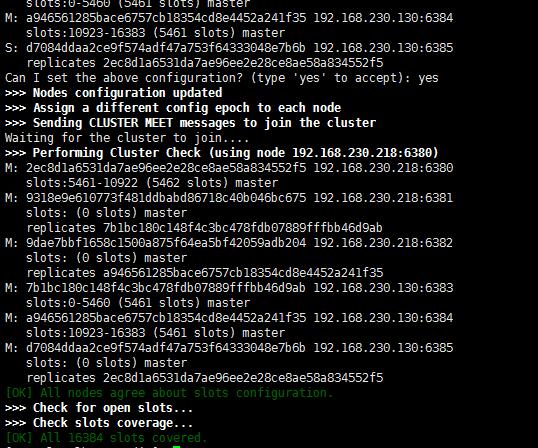 slots:0-5460 (5461 slots) master
M: a946561285bace6757cb18354cd8e4452a241f35 192.168.230.130:6384
slots:10923-16383 (5461 slots) master
S: d7084ddaa2ce9f574adf47a753f64333048e7b6b 192.168.230.130:6385
replicates 2ec8d1a6531da7ae96ee2e28ce8ae58a834552f5
Can I set the above configuration? (type 'yes' to accept): yes
>>> Nodes configuration updated
>>> Assign a different config epoch to each node
>>> Sending CLUSTER MEET messages to join the cluster
Waiting for the cluster to join....
>>> Performing Cluster Check (using node 192.168.230.218:6380)
M: 2ec8d1a6531da7ae96ee2e28ce8ae58a834552f5 192.168.230.218:6380
slots:5461-10922 (5462 slots) master
M: 9318e9e610773f481ddbabd86718c40b046bc675 192.168.230.218:6381
slots: (0 slots) master
replicates 7b1bc180c148f4c3bc478fdb07889fffbb46d9ab
M: 9dae7bbf1658c1500a875f64ea5bf42059adb204 192.168.230.218:6382
slots: (0 slots) master
replicates a946561285bace6757cb18354cd8e4452a241f35
M: 7b1bc180c148f4c3bc478fdb07889fffbb46d9ab 192.168.230.130:6383
slots:0-5460 (5461 slots) master
M: a946561285bace6757cb18354cd8e4452a241f35 192.168.230.130:6384
slots:10923-16383 (5461 slots) master
M: d7084ddaa2ce9f574adf47a753f64333048e7b6b 192.168.230.130:6385
slots: (0 slots) master
replicates 2ec8d1a6531da7ae96ee2e28ce8ae58a834552f5
[OK] All nodes agree about slots configuration.
>>> Check for open slots...
>>> Check slots coverage...
[OK] All 16384 slots covered.